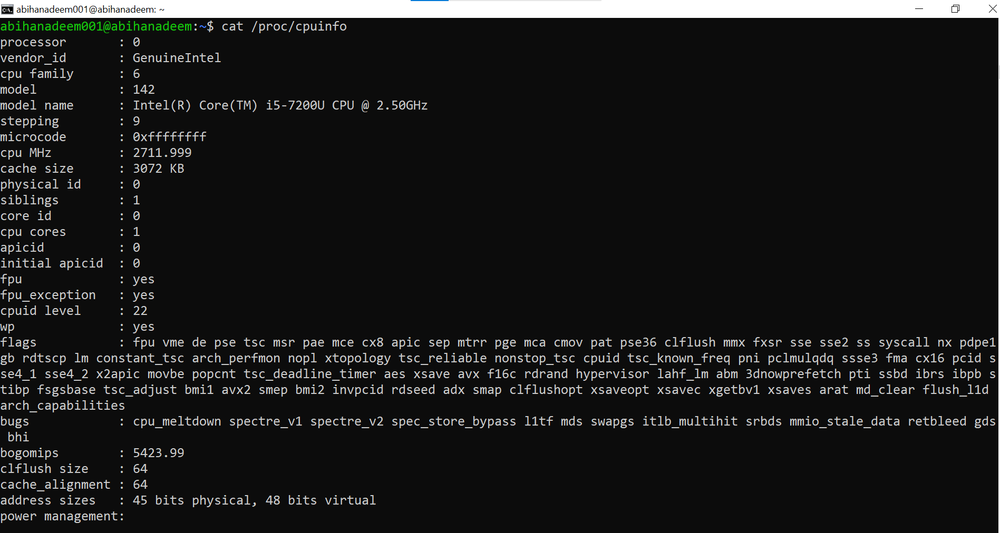 abihanadeem001@abihanadeem: ~
abihanadeem001@abihanadeem:~$ cat /proc/cpuinfo
processor       : 0
vendor_id       : GenuineIntel
cpu family      : 6
model           : 142
model name      : Intel(R) Core(TM) i5-7200U CPU @ 2.50GHz
stepping        : 9
microcode       : 0xffffffff
cpu MHz         : 2711.999
cache size      : 3072 KB
physical id     : 0
siblings        : 1
core id         : 0
cpu cores       : 1
apicid          : 0
initial apicid  : 0
fpu             : yes
fpu_exception   : yes
cpuid level     : 22
wp              : yes
flags           : fpu vme de pse tsc msr pae mce cx8 apic sep mtrr pge mca cmov pat pse36 clflush mmx fxsr sse sse2 ss syscall nx pdpe1
gb rdtscp lm constant_tsc arch_perfmon nopl xtopology tsc_reliable nonstop_tsc cpuid tsc_known_freq pni pclmulqdq ssse3 fma cx16 pcid s
se4_1 sse4_2 x2apic movbe popcnt tsc_deadline_timer aes xsave avx f16c rdrand hypervisor lahf_lm abm 3dnowprefetch pti ssbd ibrs ibpb s
tibp fsgsbase tsc_adjust bmi1 avx2 smep bmi2 invpcid rdseed adx smap clflushopt xsaveopt xsavec xgetbv1 xsaves arat md_clear flush_l1d
arch_capabilities
bugs            : cpu_meltdown spectre_v1 spectre_v2 spec_store_bypass l1tf mds swapgs itlb_multihit srbds mmio_stale_data retbleed gds
 bhi
bogomips        : 5423.99
clflush size    : 64
cache_alignment : 64
address sizes   : 45 bits physical, 48 bits virtual
power management: